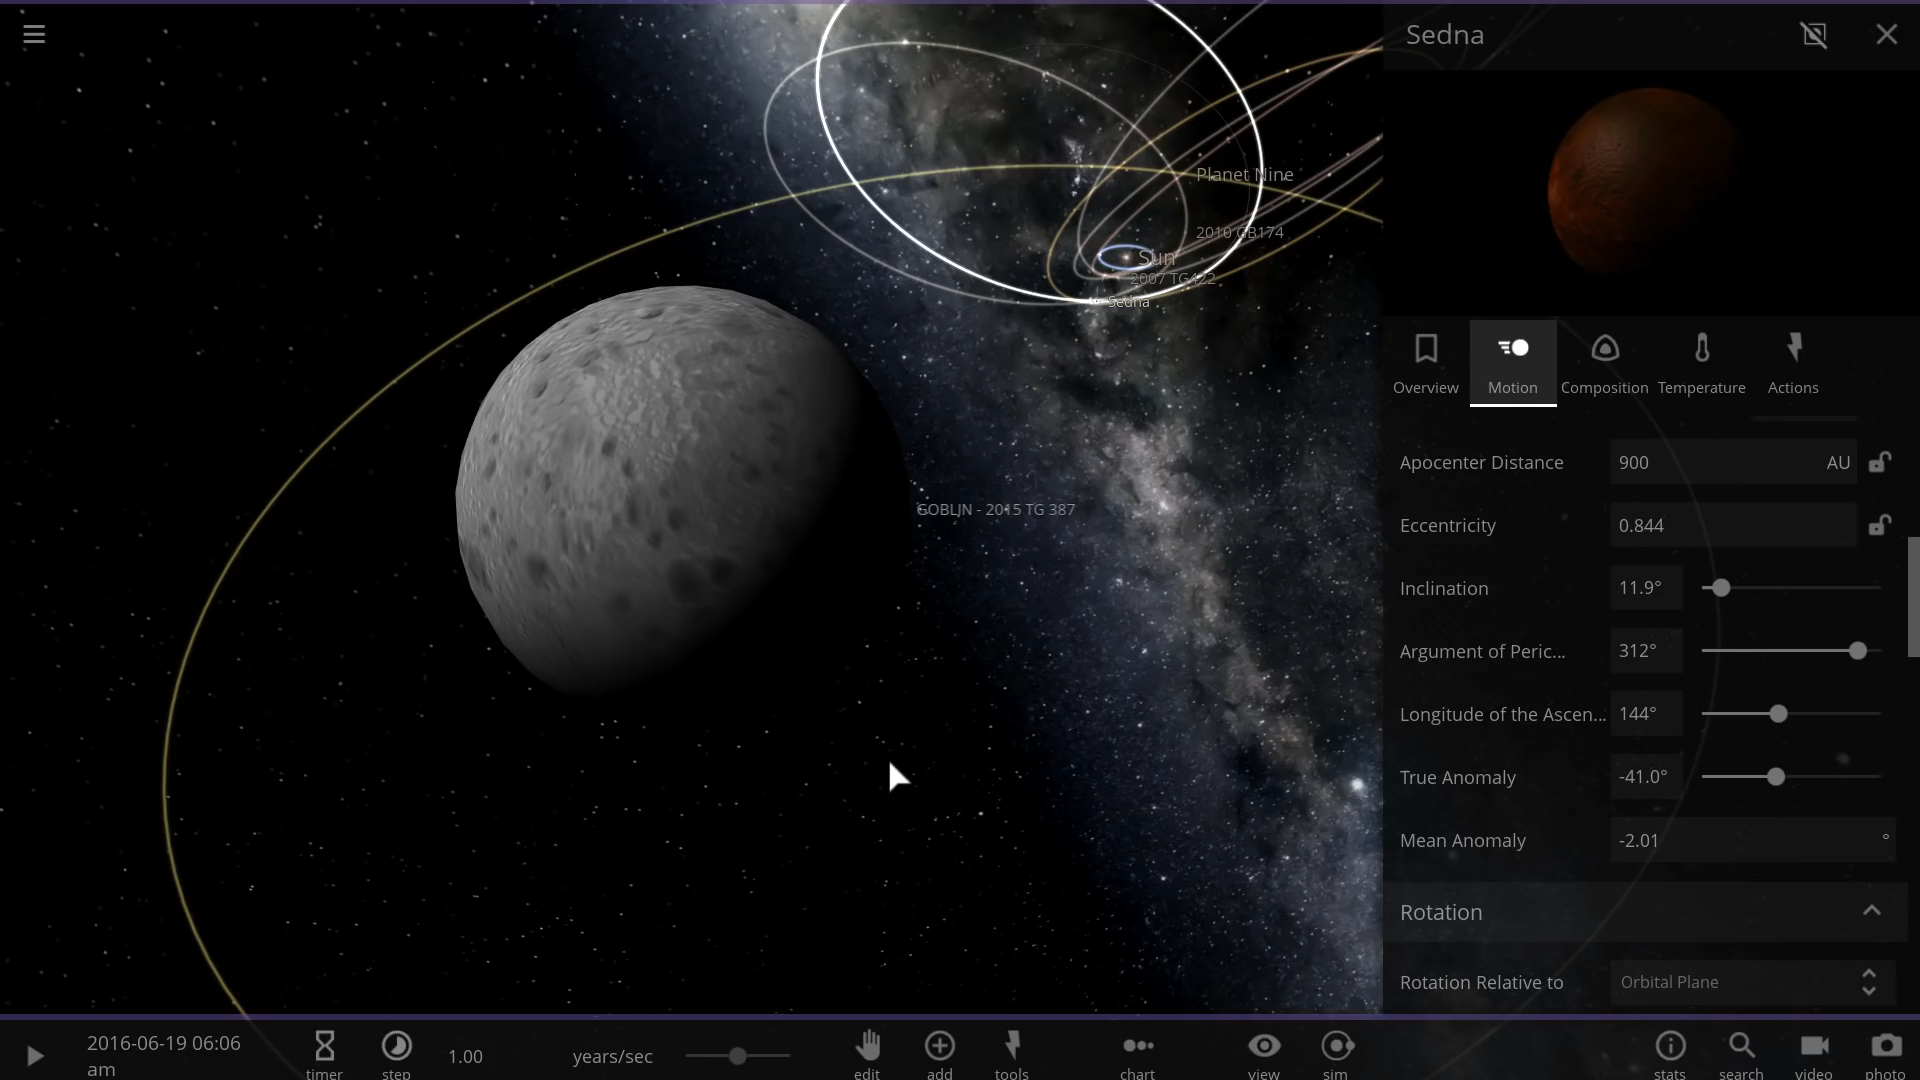 Sedna
Planet Nine
2010 GB174
Sun
2007 TG422
Sedna
GOBLIN - 2015 TG 387
Overview
Motion
Composition
Temperature
Actions
Apocenter Distance 900 AU
Eccentricity 0.844
Inclination 11.9°
Argument of Peric... 312°
Longitude of the Ascen... 144°
True Anomaly -41.0°
Mean Anomaly -2.01 °
Rotation
Rotation Relative to Orbital Plane
2016-06-19 06:06
am
timer
step
1.00 years/sec
edit
add
tools
chart
view
sim
stats
search
video
photo